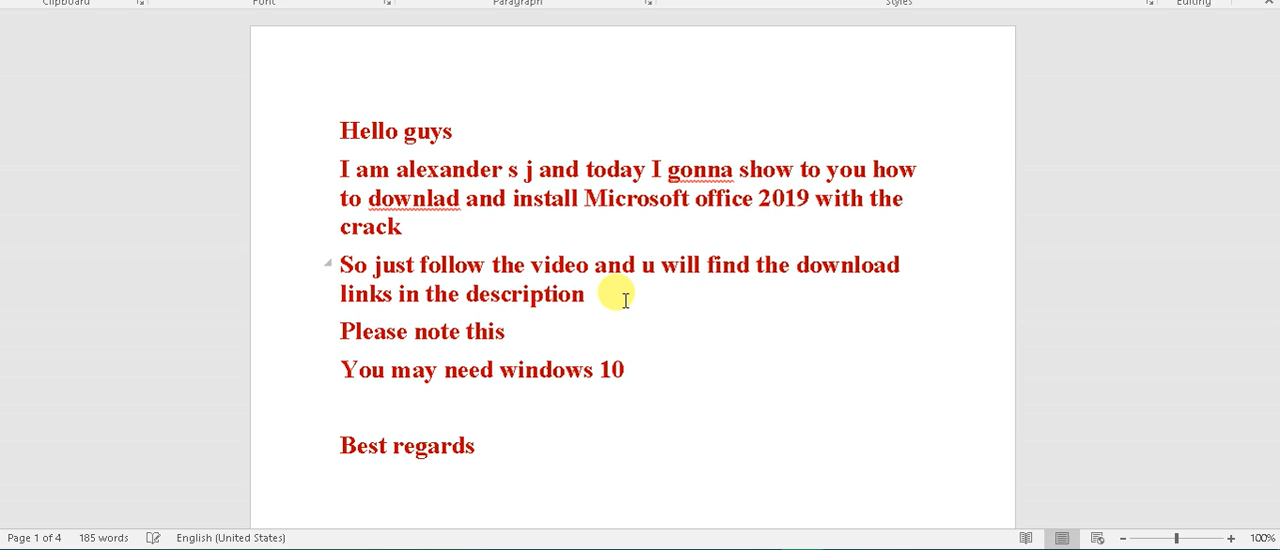 Clipboard Font Paragraph Styles Editing
Hello guys
I am alexander s j and today I gonna show to you how
to downlad and install Microsoft office 2019 with the
crack
So just follow the video and u will find the download
links in the description
Please note this
You may need windows 10
Best regards
Page 1 of 4 185 words English (United States) 100%